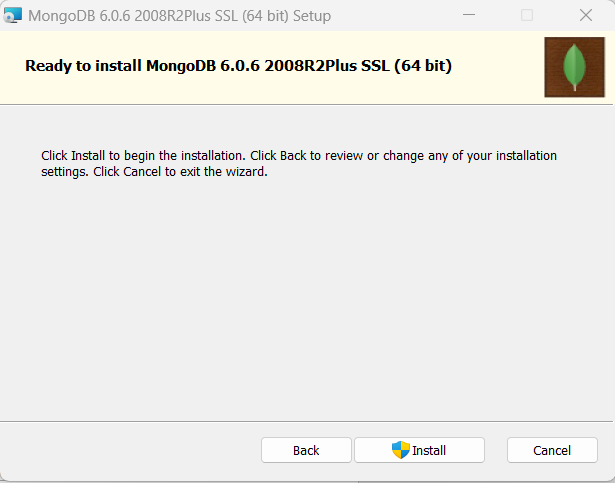 MongoDB 6.0.6 2008R2Plus SSL (64 bit) Setup
Ready to install MongoDB 6.0.6 2008R2Plus SSL (64 bit)
Click Install to begin the installation. Click Back to review or change any of your installation
settings. Click Cancel to exit the wizard.
Back
Install
Cancel